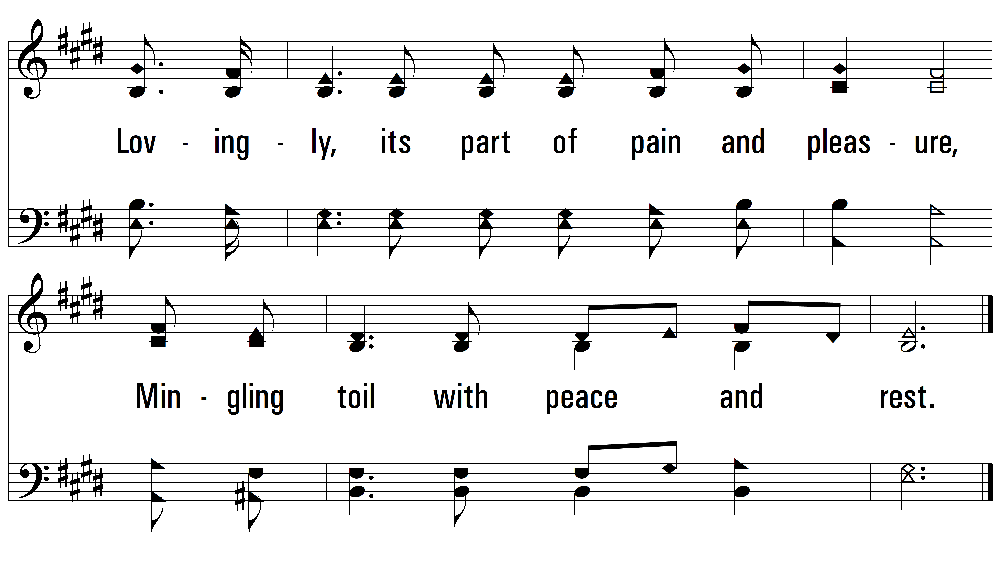 Lov - ing - ly, its part of pain and pleas - ure,
Min - gling toil with peace and rest.